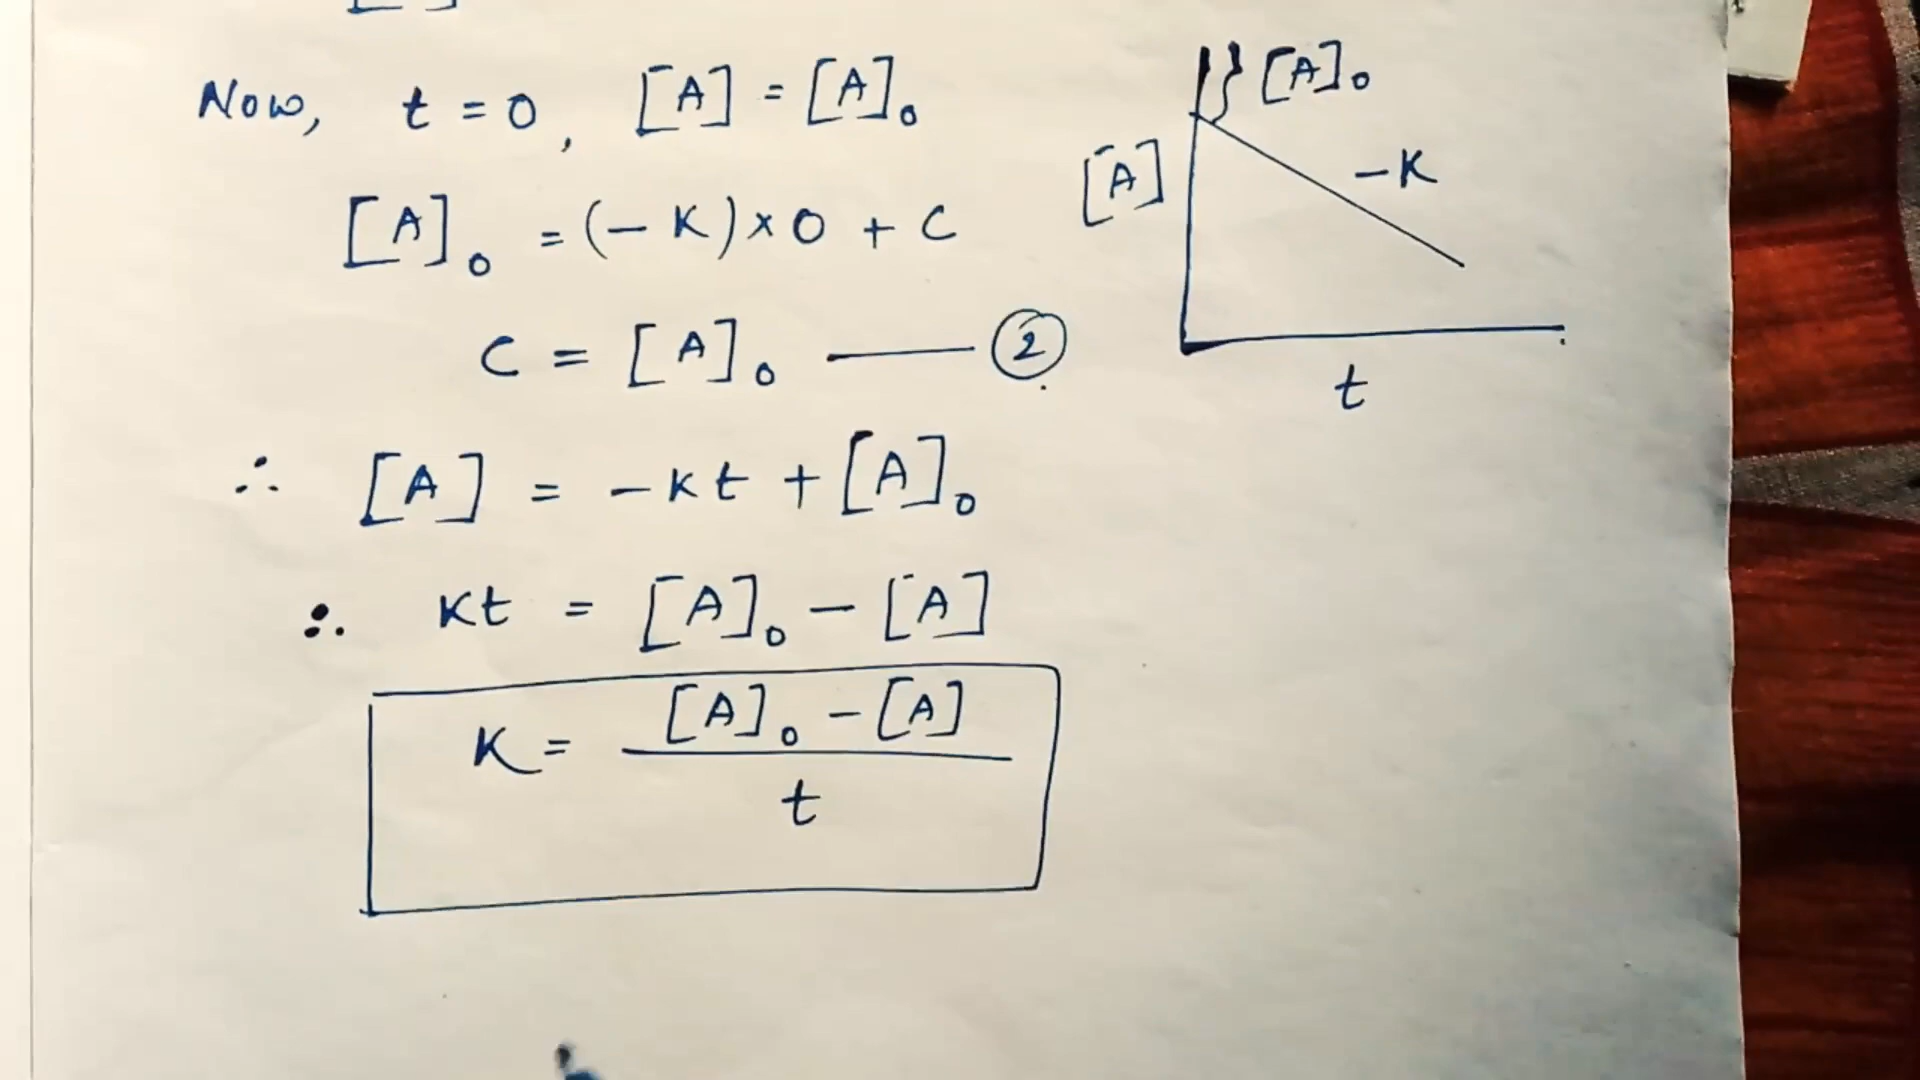 Now, t = 0, [A] = [A]₀
[A]₀ = (- K) × 0 + C
C = [A]₀ —— ②
∴ [A] = - Kt + [A]₀
∴ Kt = [A]₀ - [A]
K = [A]₀ - [A] / t
} [A]₀
[A]
- K
t